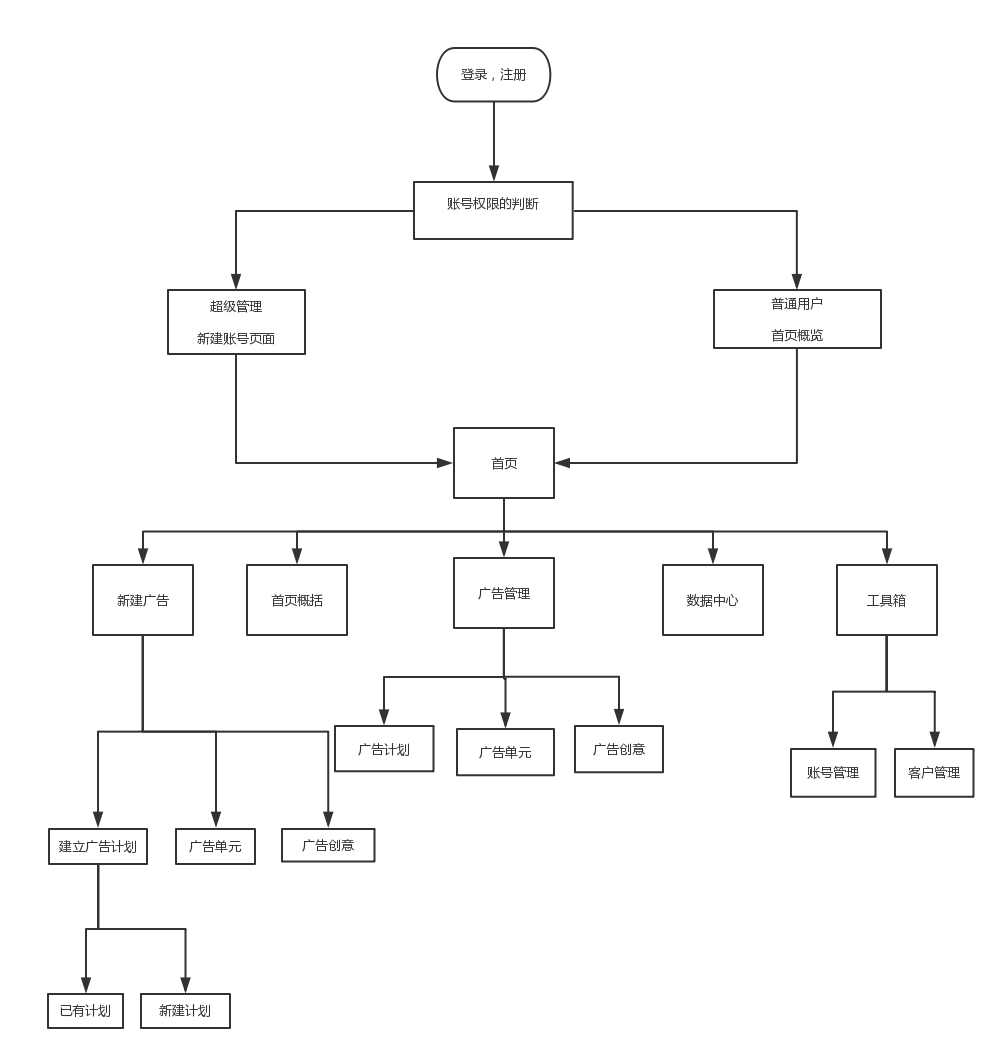 登录，注册
账号权限的判断
超级管理
新建账号页面
普通用户
首页概览
首页
新建广告
首页概括
广告管理
数据中心
工具箱
广告计划
广告单元
广告创意
账号管理
客户管理
建立广告计划
广告单元
广告创意
已有计划
新建计划